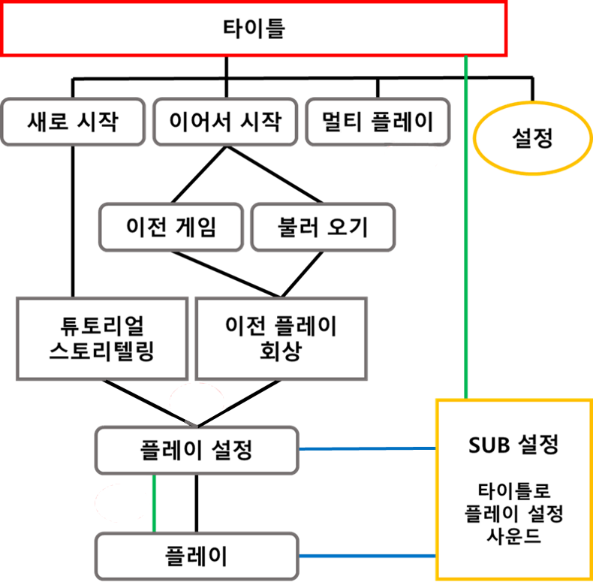 타이틀
새로 시작
이어서 시작
멀티 플레이
설정
이전 게임
불러 오기
튜토리얼
스토리텔링
이전 플레이
회상
플레이 설정
SUB 설정
타이틀로
플레이 설정
사운드
플레이